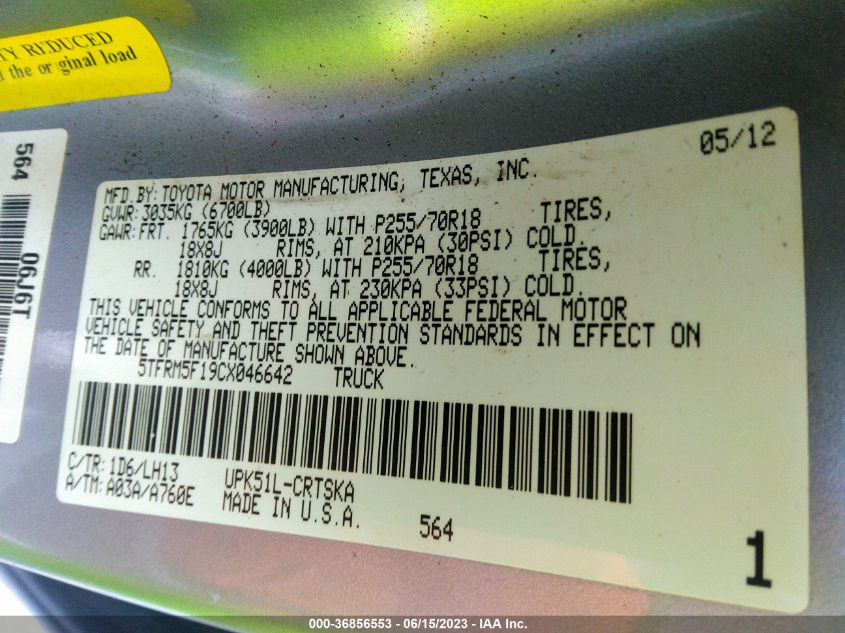 TY REDUCED
d the or ginal load
564
06J6T
05/12
MFD.BY:TOYOTA MOTOR MANUFACTURING, TEXAS, INC.
GVWR:3035KG (6700LB)
GAWR:FRT. 1765KG (3900LB) WITH P255/70R18 TIRES,
18X8J RIMS, AT 210KPA (30PSI) COLD.
RR. 1810KG (4000LB) WITH P255/70R18 TIRES,
18X8J RIMS, AT 230KPA (33PSI) COLD.
THIS VEHICLE CONFORMS TO ALL APPLICABLE FEDERAL MOTOR
VEHICLE SAFETY AND THEFT PREVENTION STANDARDS IN EFFECT ON
THE DATE OF MANUFACTURE SHOWN ABOVE.
5TFRM5F19CX046642 TRUCK
C/TR:1D6/LH13 UPK51L-CRTSKA
A/TM:A03A/A760E MADE IN U.S.A. 564
1
000-36856553 - 06/15/2023 - IAA Inc.